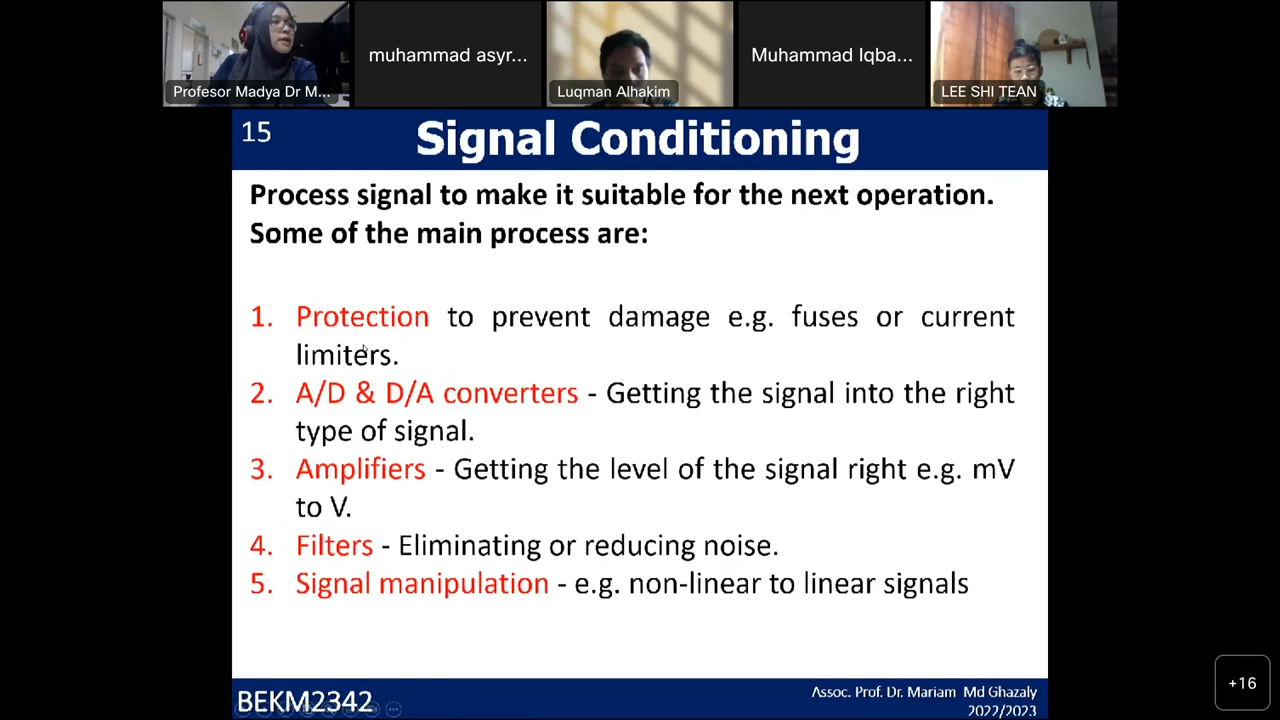 Profesor Madya Dr M...
muhammad asyr...
Luqman Alhakim
Muhammad Iqba...
LEE SHI TEAN
15
Signal Conditioning
Process signal to make it suitable for the next operation.
Some of the main process are:
1. Protection to prevent damage e.g. fuses or current
limiters.
2. A/D & D/A converters - Getting the signal into the right
type of signal.
3. Amplifiers - Getting the level of the signal right e.g. mV
to V.
4. Filters - Eliminating or reducing noise.
5. Signal manipulation - e.g. non-linear to linear signals
+16
BEKM2342
Assoc. Prof. Dr. Mariam Md Ghazaly
2022/2023